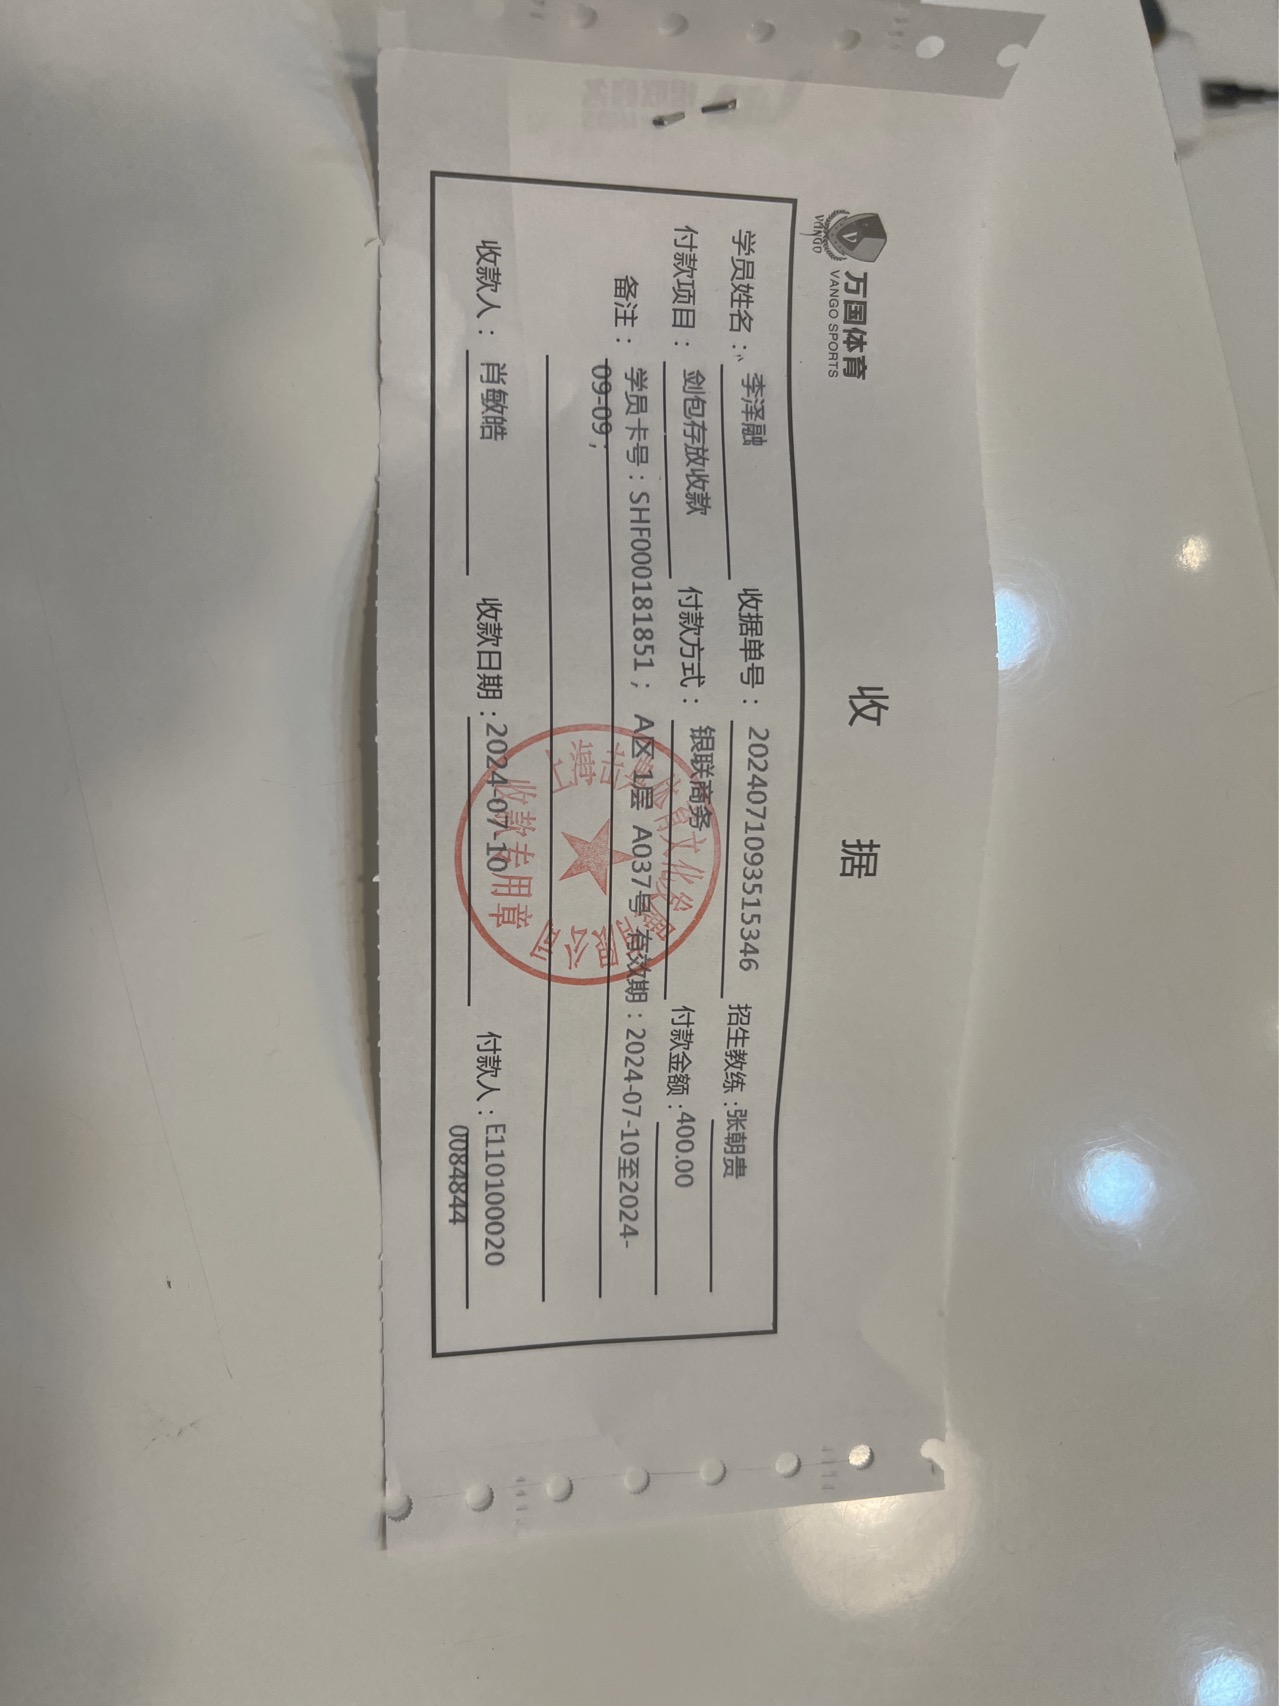 万国体育
VANGO SPORTS
VANGO
收 据
学员姓名： 李泽融 收据单号： 2024071093515346 招生教练：张朝贵
付款项目： 剑包存放收款 付款方式： 银联商务 付款金额：400.00
备注： 学员卡号：SHF000181851； A区 1层 A037号 有效期：2024-07-10至2024-
09-09；
收款人： 肖敏皓 收款日期：2024-07-10 付款人：E110100020
0084844
收款专用章